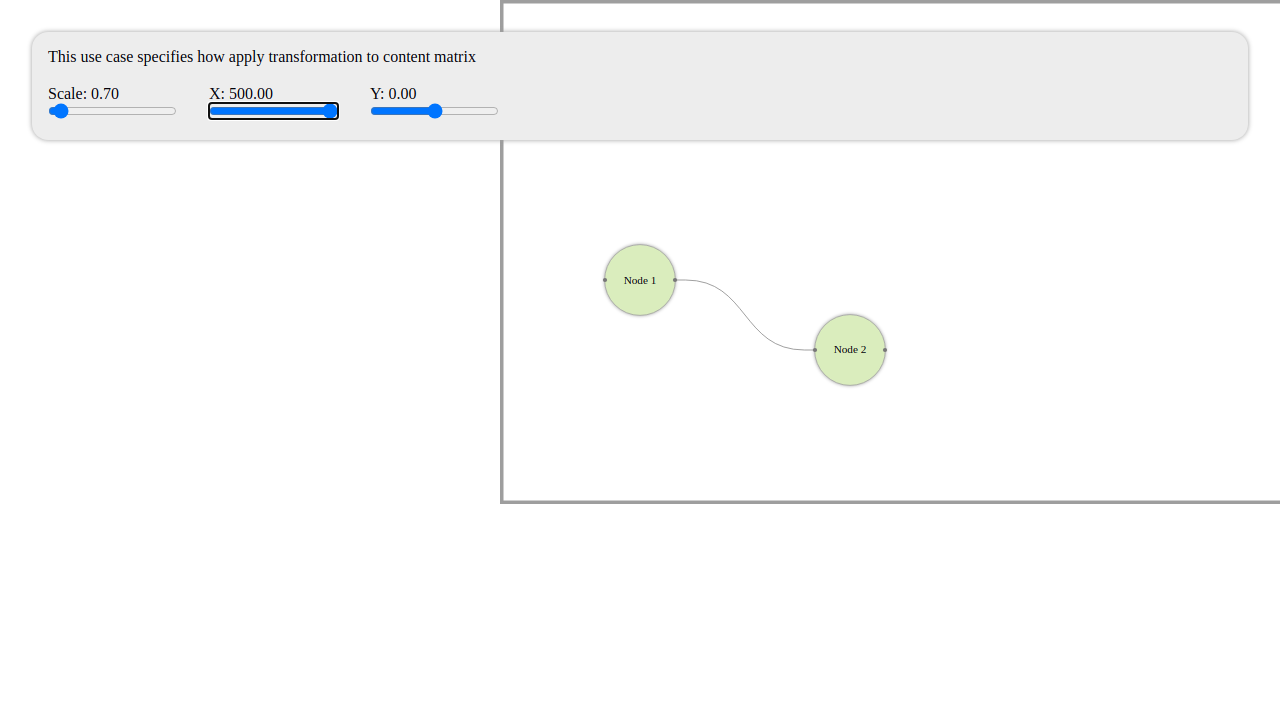 This use case specifies how apply transformation to content matrix
Scale: 0.70 X: 500.00 Y: 0.00
Node 1
Node 2